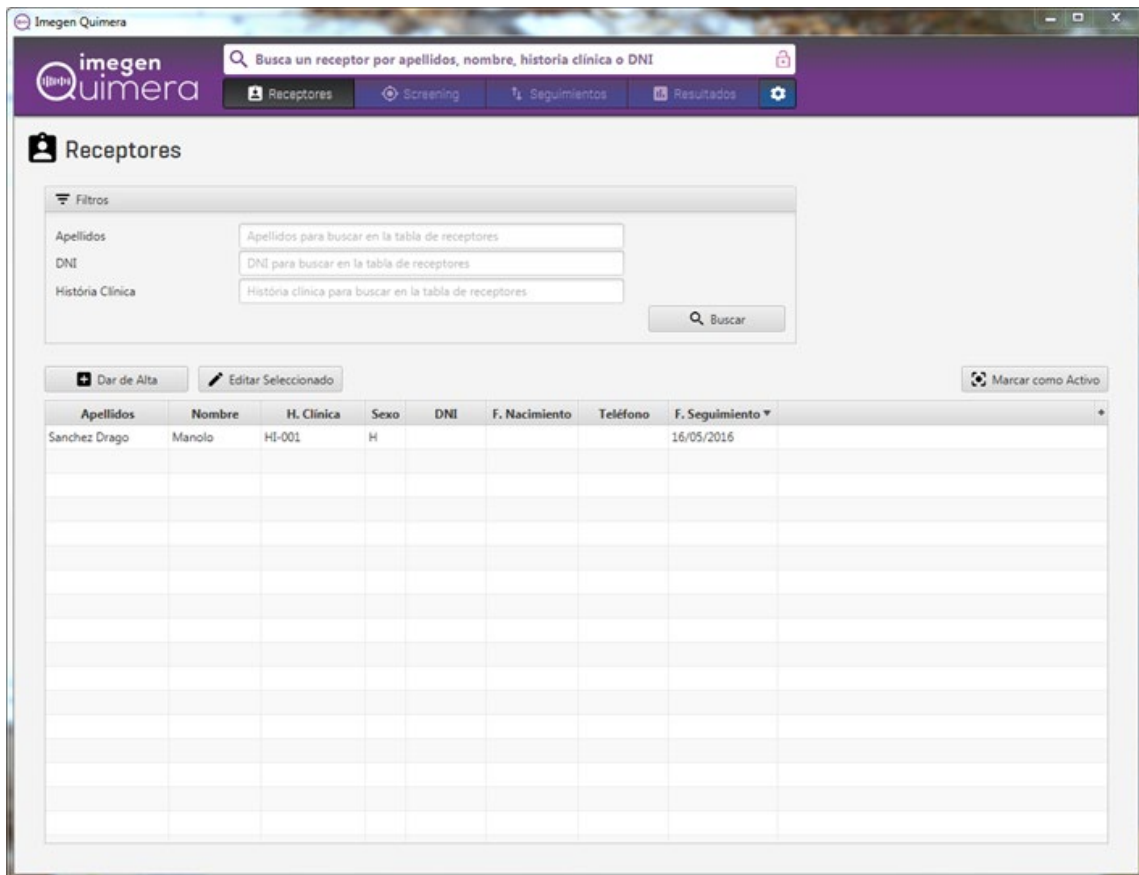 Imegen Quimera
imegen
Quimera
Busca un receptor por apellidos, nombre, historia clínica o DNI
Receptores Screening Seguimientos Resultados
Receptores
Filtros
Apellidos Apellidos para buscar en la tabla de receptores
DNI DNI para buscar en la tabla de receptores
História Clínica História clínica para buscar en la tabla de receptores
Buscar
Dar de Alta Editar Seleccionado Marcar como Activo
Apellidos Nombre H. Clínica Sexo DNI F. Nacimiento Teléfono F. Seguimiento
Sanchez Drago Manolo HI-001 H 16/05/2016